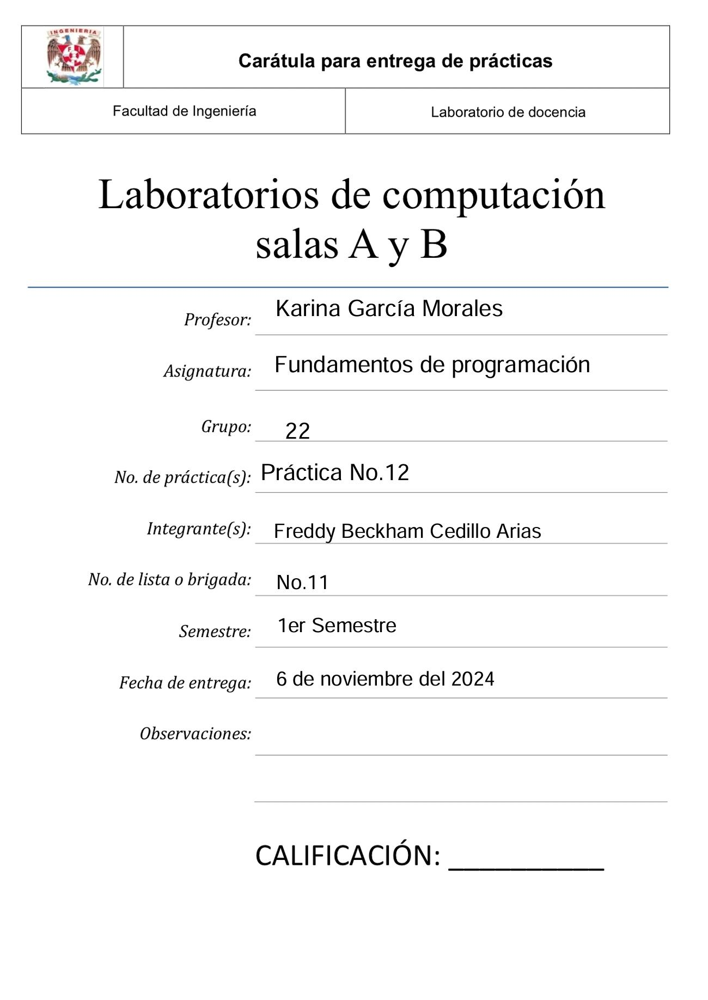 INGENIERIA
Carátula para entrega de prácticas
Facultad de Ingeniería
Laboratorio de docencia
Laboratorios de computación
salas A y B
Profesor: Karina García Morales
Asignatura: Fundamentos de programación
Grupo: 22
No. de práctica(s): Práctica No.12
Integrante(s): Freddy Beckham Cedillo Arias
No. de lista o brigada: No.11
Semestre: 1er Semestre
Fecha de entrega: 6 de noviembre del 2024
Observaciones:
CALIFICACIÓN: __________